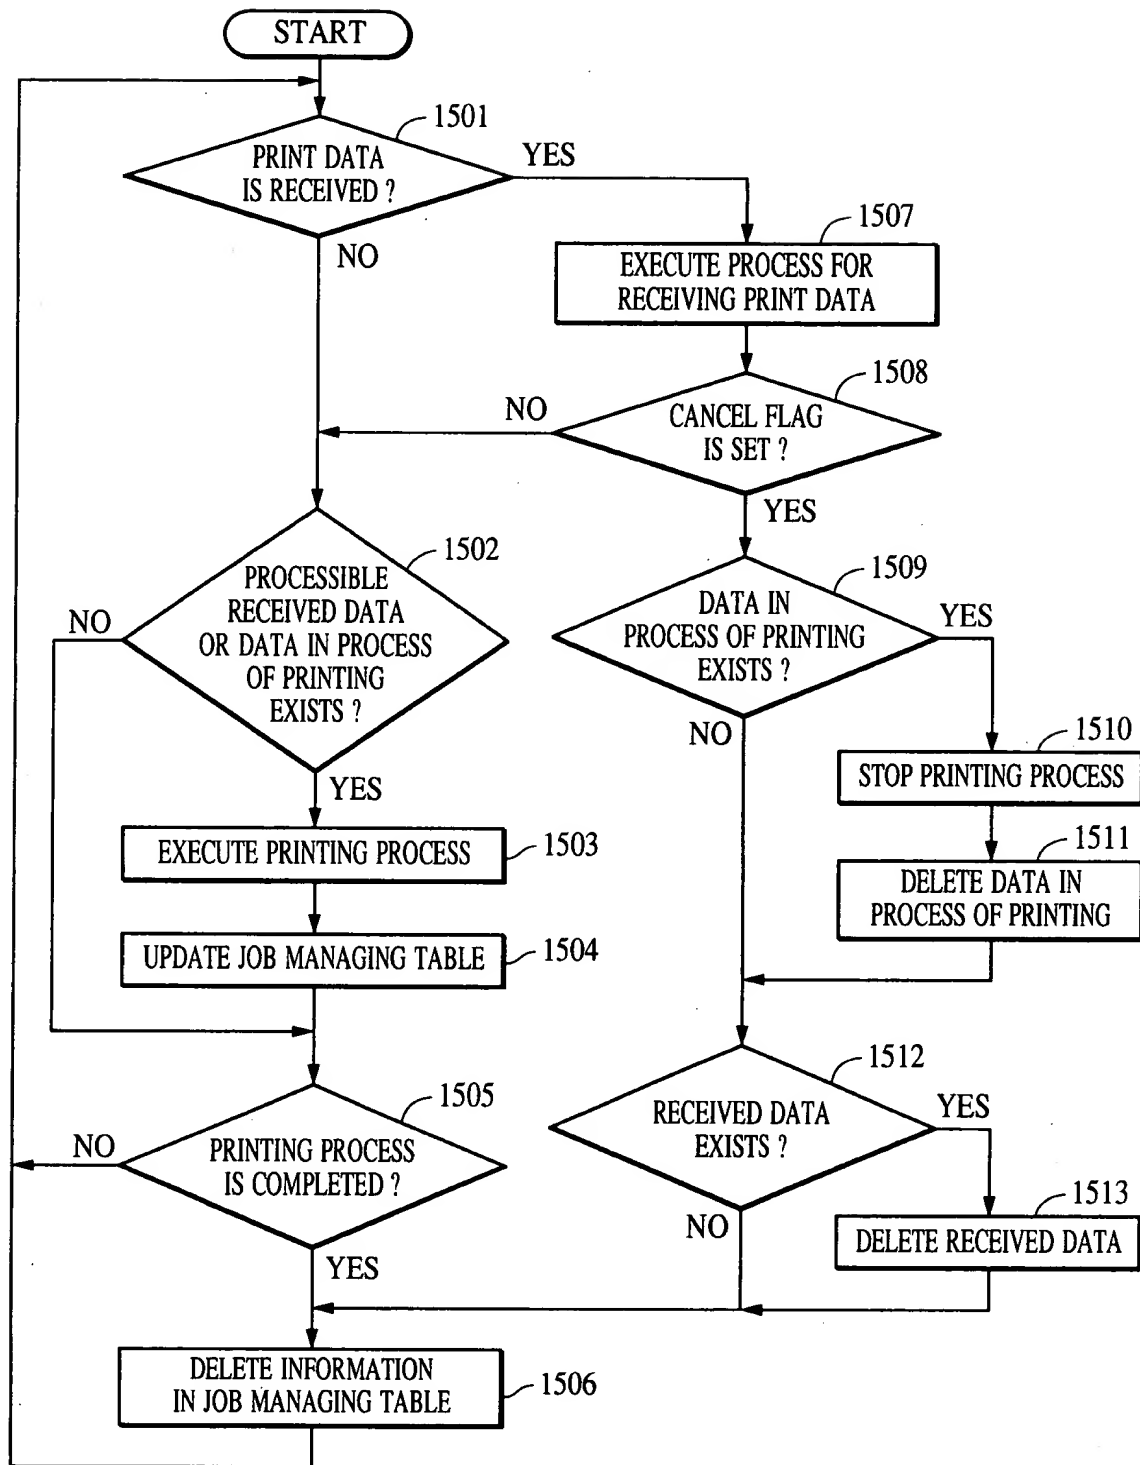 START
1501
PRINT DATA
IS RECEIVED ?
YES
NO
1507
EXECUTE PROCESS FOR
RECEIVING PRINT DATA
1508
CANCEL FLAG
IS SET ?
NO
YES
1502
PROCESSIBLE
RECEIVED DATA
OR DATA IN PROCESS
OF PRINTING
EXISTS ?
NO
YES
1509
DATA IN
PROCESS OF PRINTING
EXISTS ?
YES
NO
1510
STOP PRINTING PROCESS
1503
EXECUTE PRINTING PROCESS
1511
DELETE DATA IN
PROCESS OF PRINTING
1504
UPDATE JOB MANAGING TABLE
1512
RECEIVED DATA
EXISTS ?
YES
NO
1505
PRINTING PROCESS
IS COMPLETED ?
NO
YES
1513
DELETE RECEIVED DATA
DELETE INFORMATION
IN JOB MANAGING TABLE
1506